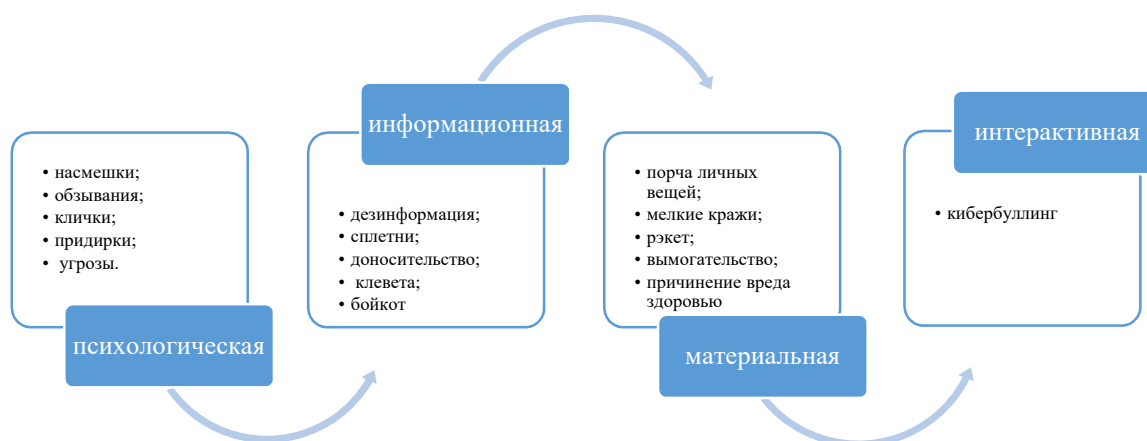 • насмешки;
• обзывания;
• клички;
• придирки;
• угрозы.
психологическая
информационная
• дезинформация;
• сплетни;
• доносительство;
• клевета;
• бойкот
• порча личных
вещей;
• мелкие кражи;
• рэкет;
• вымогательство;
• причинение вреда
здоровью
материальная
интерактивная
• кибербуллинг